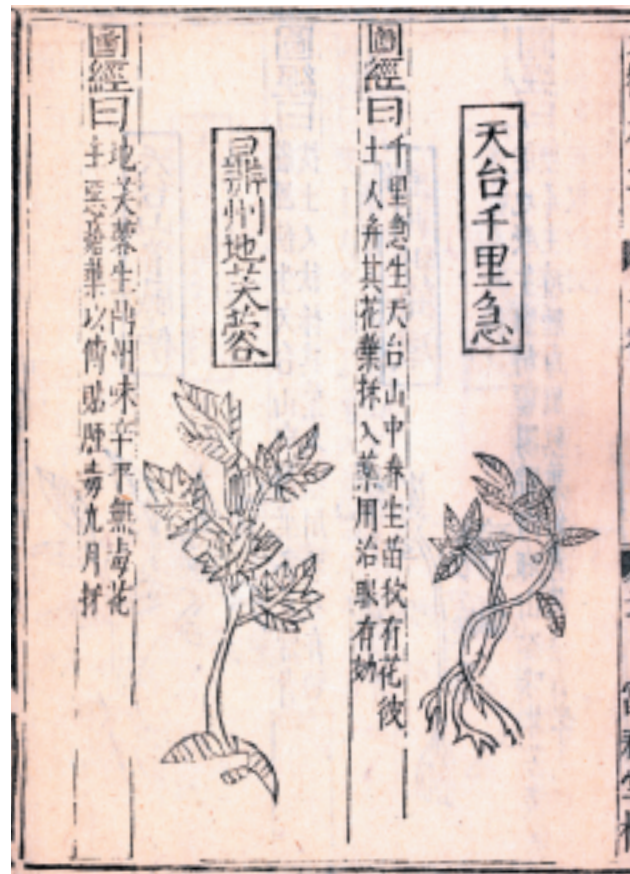 天台千里急
圖經曰
千里急生天台山中春生苗秋有花彼
土人并其花葉採入藥用治眼有効
鼎州地芙蓉
圖經曰
地芙蓉生鼎州味辛平無毒花
主惡瘡葉以傅貼腫毒九月採